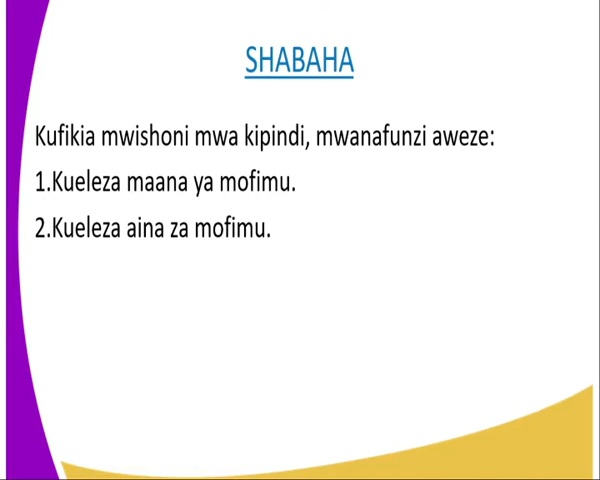 SHABAHA
Kufikia mwishoni mwa kipindi, mwanafunzi aweze:
1.Kueleza maana ya mofimu.
2.Kueleza aina za mofimu.